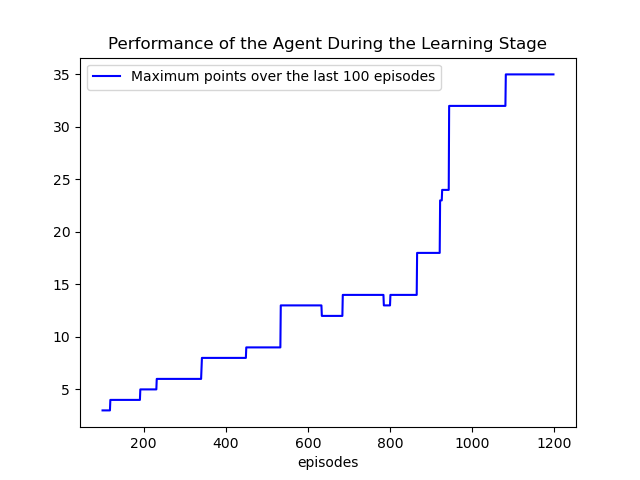 Performance of the Agent During the Learning Stage
Maximum points over the last 100 episodes
35
30
25
20
15
10
5
200 400 600 800 1000 1200
episodes